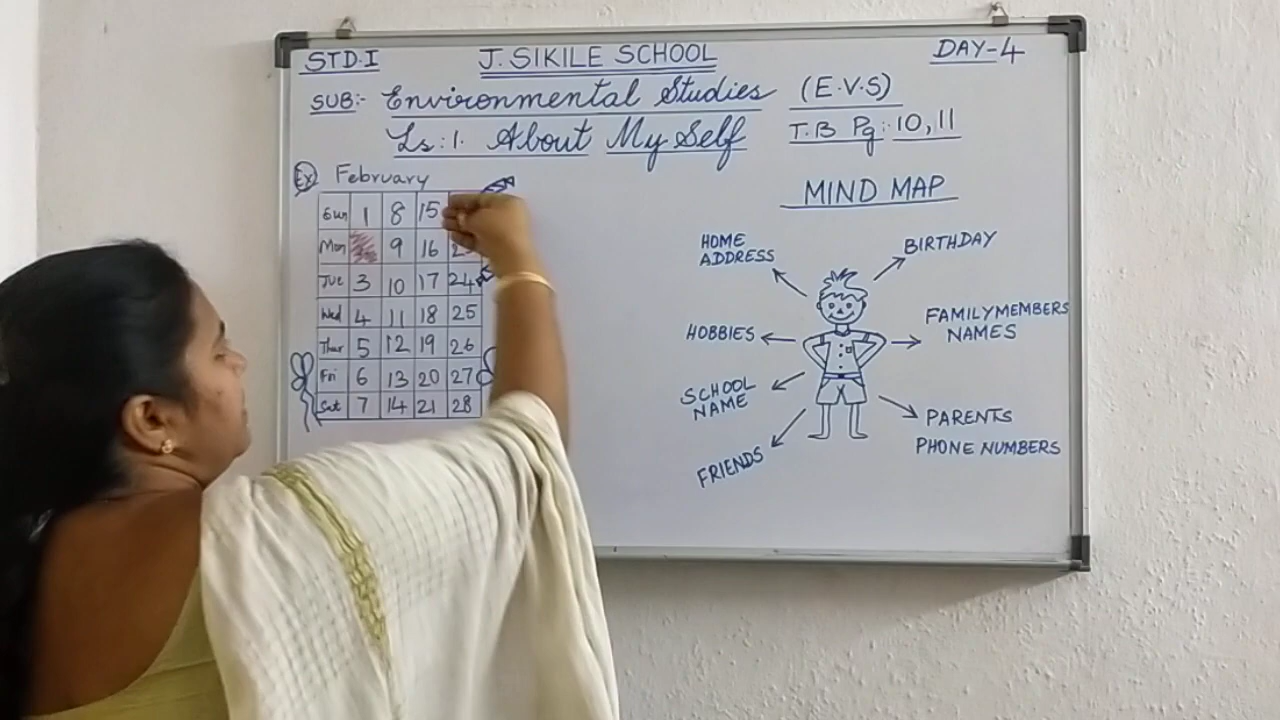 STD.I
J. SIKILE SCHOOL
DAY-4
SUB:- Environmental Studies (E.V.S)
Ls:1. About My Self
T.B Pg: 10, 11
Ex February
Sun 1 8 15
Mon 9 16
Tue 3 10 17 24
Wed 4 11 18 25
Thur 5 12 19 26
Fri 6 13 20 27
Sat 7 14 21 28
MIND MAP
HOME
ADDRESS
BIRTHDAY
HOBBIES
FAMILYMEMBERS
NAMES
SCHOOL
NAME
PARENTS
PHONE NUMBERS
FRIENDS